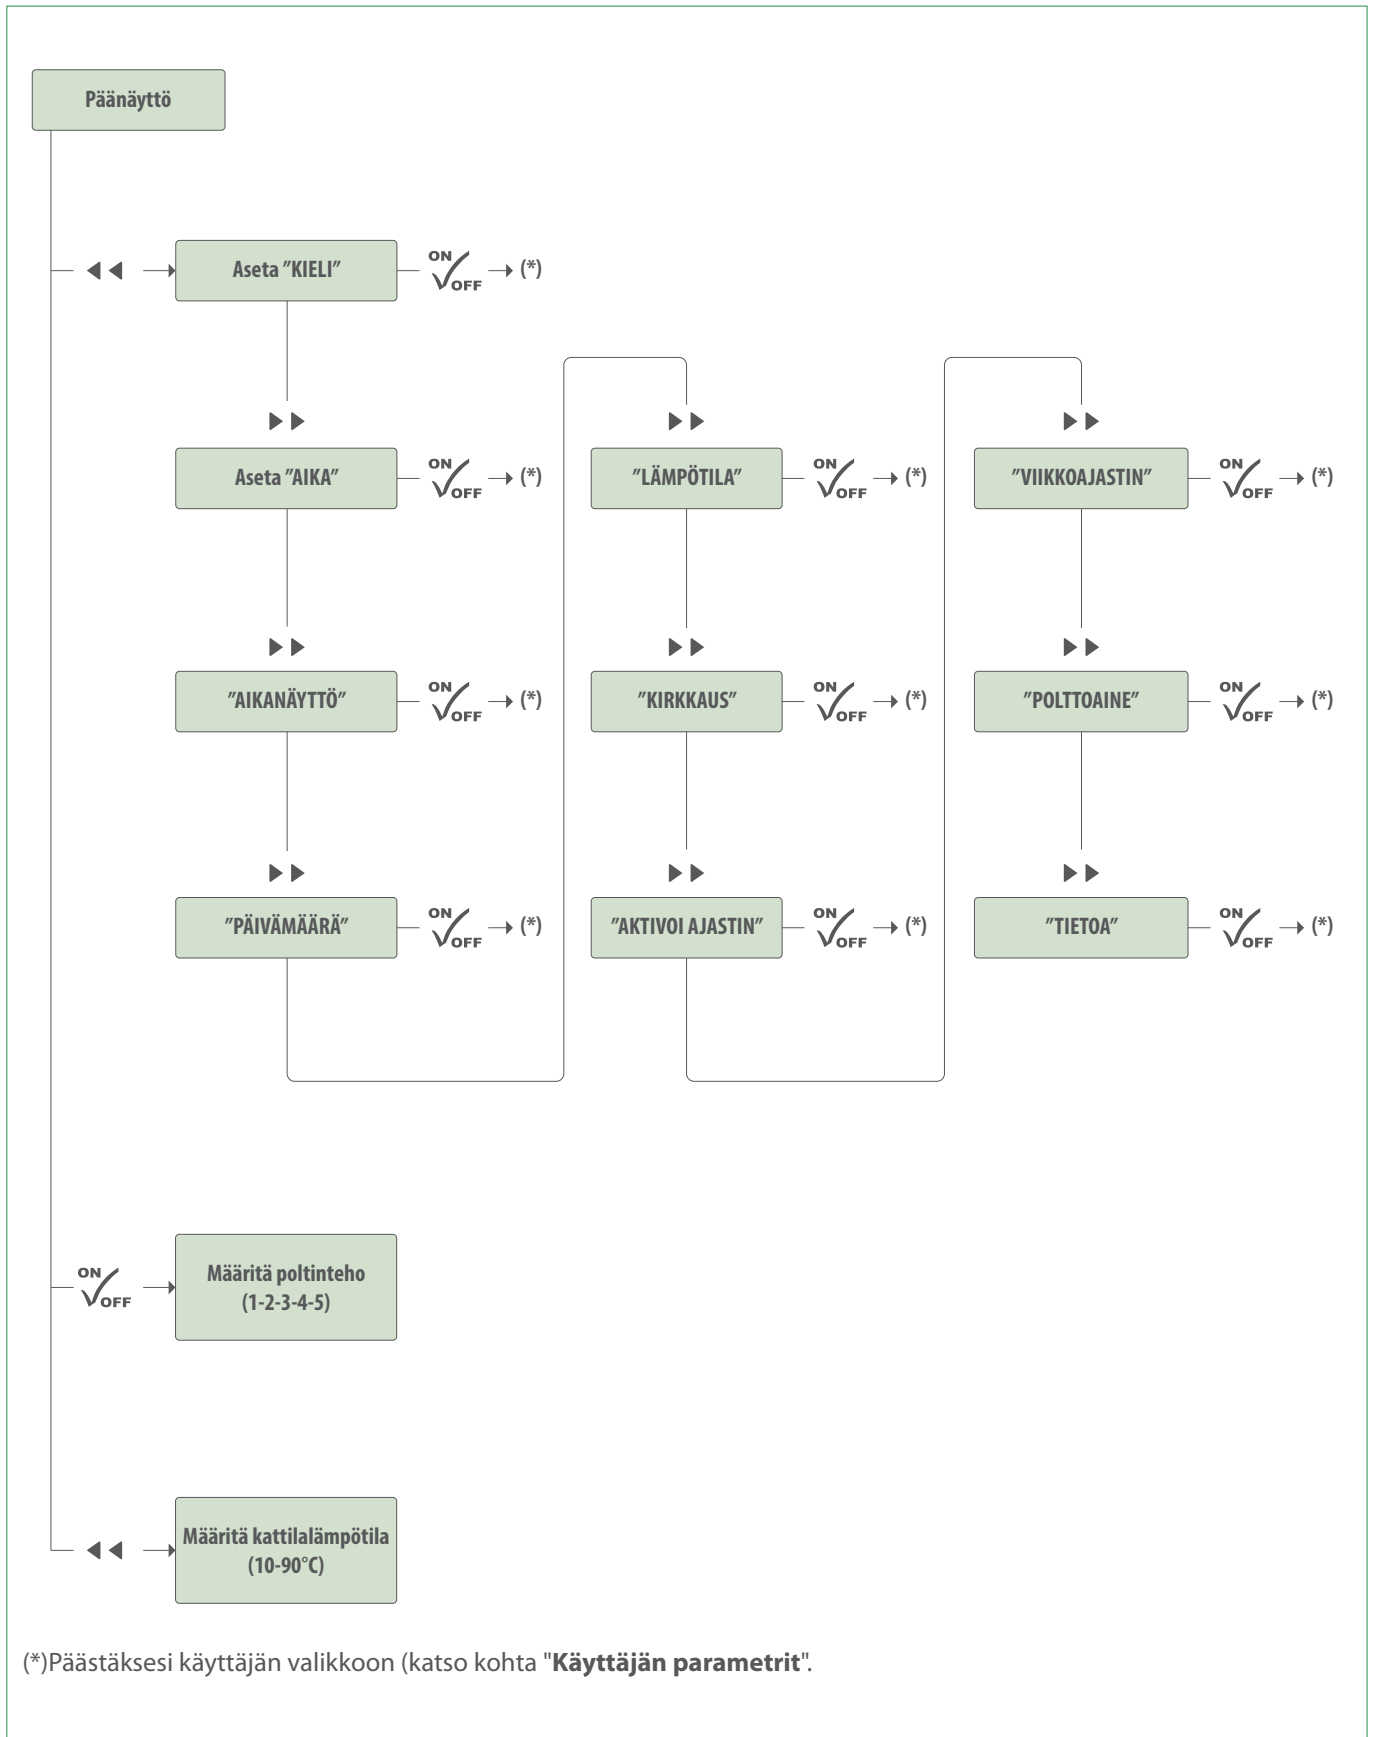 Päänäyttö
Aseta "KIELI"
ON
OFF
(*)
Aseta "AIKA"
ON
OFF
(*)
"AIKANÄYTTÖ"
ON
OFF
(*)
"PÄIVÄMÄÄRÄ"
ON
OFF
(*)
"LÄMPÖTILA"
ON
OFF
(*)
"KIRKKAUS"
ON
OFF
(*)
"AKTIVOI AJASTIN"
ON
OFF
(*)
"VIIKKOAJASTIN"
ON
OFF
(*)
"POLTTOAINE"
ON
OFF
(*)
"TIETOA"
ON
OFF
(*)
ON
OFF
Määritä poltinteho
(1-2-3-4-5)
Määritä kattilalämpötila
(10-90°C)
(*)Päästäksesi käyttäjän valikkoon (katso kohta "Käyttäjän parametrit".